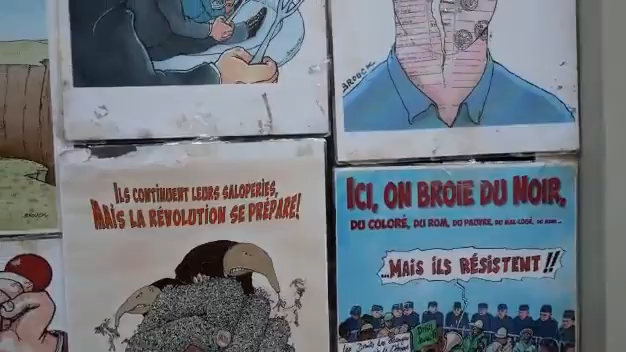 BROUCK
BROUCK
ILS CONTINUENT LEURS SALOPERIES,
MAIS LA RÉVOLUTION SE PRÉPARE!
ICI, ON BROIE DU NOIR,
DU COLORÉ, DU ROM, DU PAUVRE, DU MAL-LOGÉ,
...MAIS ILS RÉSISTENT!!